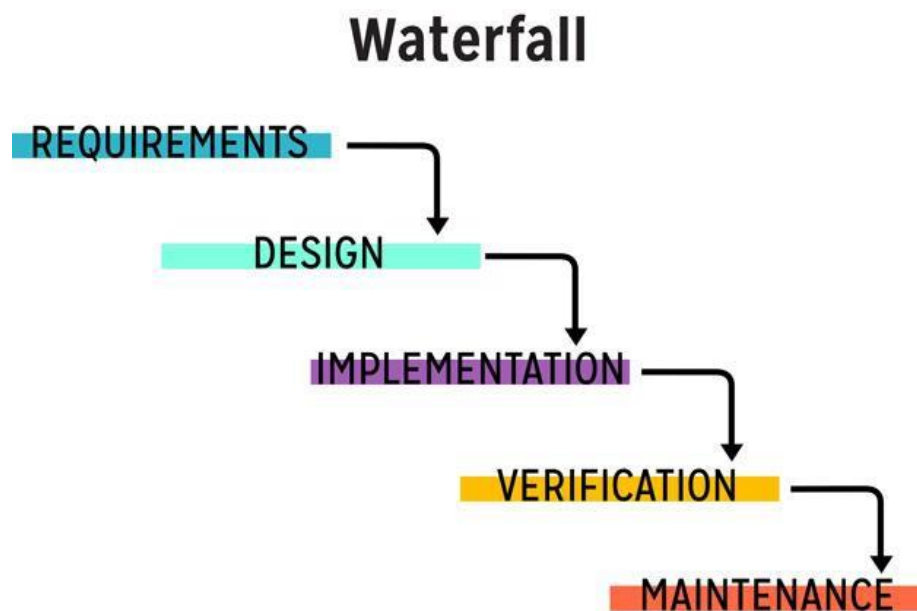 Waterfall
REQUIREMENTS
DESIGN
IMPLEMENTATION
VERIFICATION
MAINTENANCE